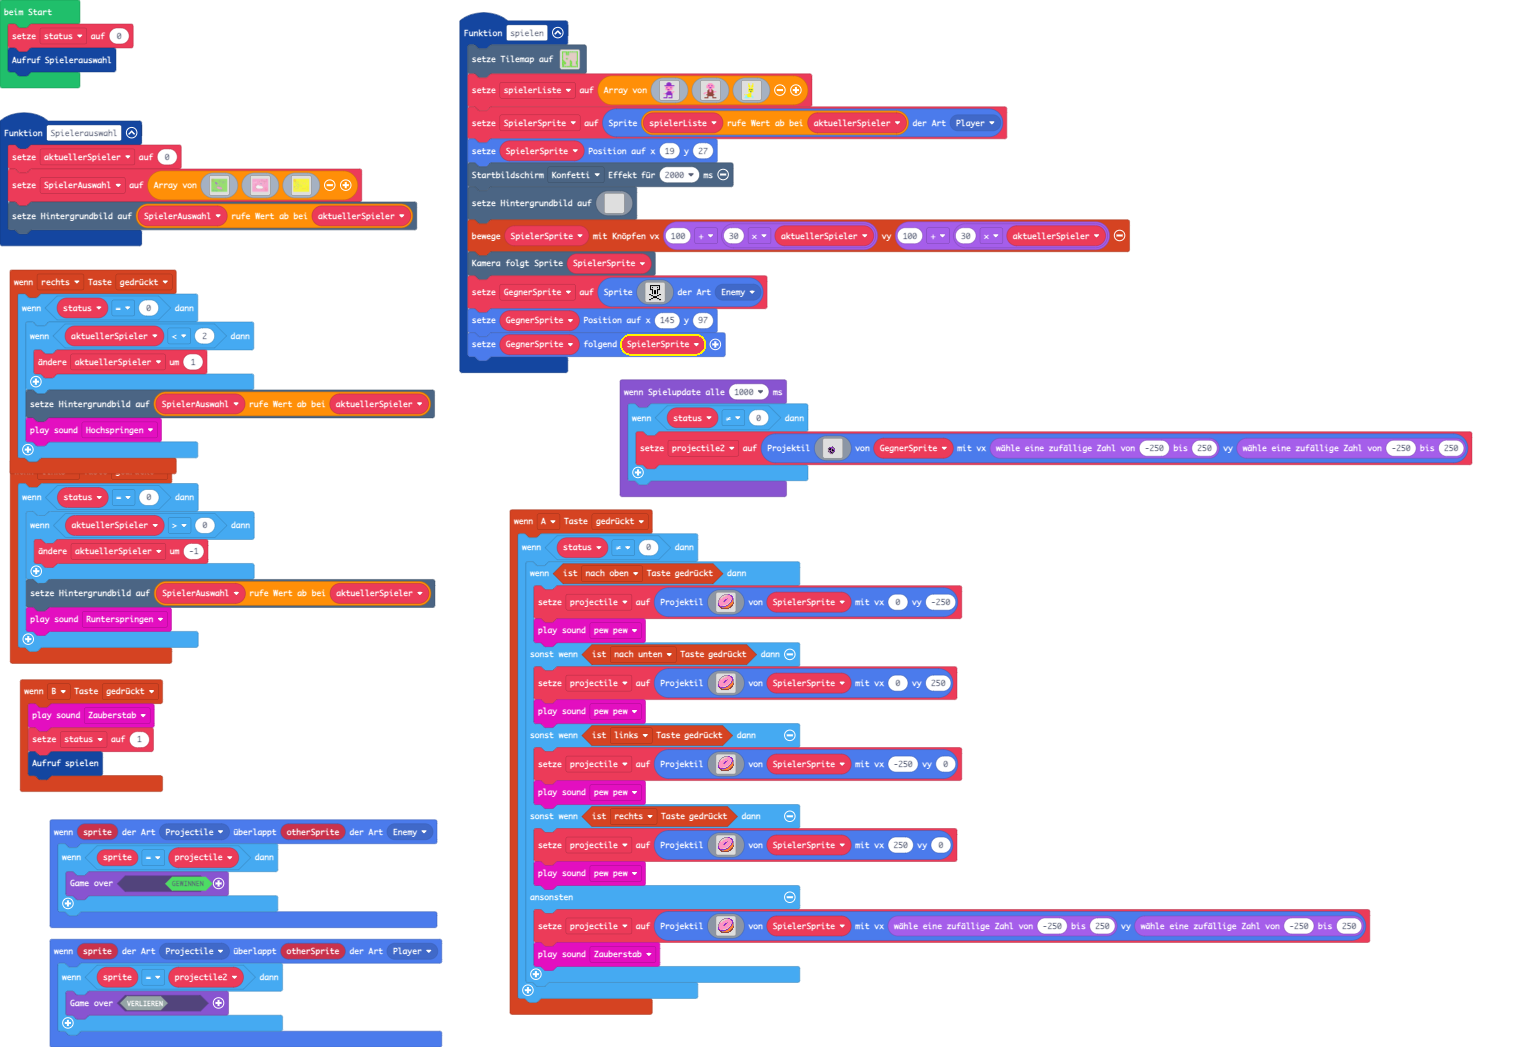 beim Start
setze status auf 0
Aufruf Spielerauswahl
Funktion Spielerauswahl
setze aktuellerSpieler auf 0
setze SpielerAuswahl auf Array von
setze Hintergrundbild auf SpielerAuswahl rufe Wert ab bei aktuellerSpieler
wenn rechts Taste gedrückt
wenn status = 0 dann
wenn aktuellerSpieler < 2 dann
ändere aktuellerSpieler um 1
setze Hintergrundbild auf SpielerAuswahl rufe Wert ab bei aktuellerSpieler
play sound Hochspringen
wenn status = 0 dann
wenn aktuellerSpieler > 0 dann
ändere aktuellerSpieler um -1
setze Hintergrundbild auf SpielerAuswahl rufe Wert ab bei aktuellerSpieler
play sound Runterspringen
wenn B Taste gedrückt
play sound Zauberstab
setze status auf 1
Aufruf spielen
wenn sprite der Art Projectile überlappt otherSprite der Art Enemy
wenn sprite = projectile dann
Game over GEWINNEN
wenn sprite der Art Projectile überlappt otherSprite der Art Player
wenn sprite = projectile2 dann
Game over VERLIEREN
Funktion spielen
setze Tilemap auf
setze spielerListe auf Array von
setze SpielerSprite auf Sprite spielerListe rufe Wert ab bei aktuellerSpieler der Art Player
setze SpielerSprite Position auf x 19 y 27
Startbildschirm Konfetti Effekt für 2000 ms
setze Hintergrundbild auf
bewege SpielerSprite mit Knöpfen vx 100 + 30 × aktuellerSpieler vy 100 + 30 × aktuellerSpieler
Kamera folgt Sprite SpielerSprite
setze GegnerSprite auf Sprite der Art Enemy
setze GegnerSprite Position auf x 145 y 97
setze GegnerSprite folgend SpielerSprite
wenn Spielupdate alle 1000 ms
wenn status ≠ 0 dann
setze projectile2 auf Projektil von GegnerSprite mit vx wähle eine zufällige Zahl von -250 bis 250 vy wähle eine zufällige Zahl von -250 bis 250
wenn A Taste gedrückt
wenn status ≠ 0 dann
wenn ist nach oben Taste gedrückt dann
setze projectile auf Projektil von SpielerSprite mit vx 0 vy -250
play sound pew pew
sonst wenn ist nach unten Taste gedrückt dann
setze projectile auf Projektil von SpielerSprite mit vx 0 vy 250
play sound pew pew
sonst wenn ist links Taste gedrückt dann
setze projectile auf Projektil von SpielerSprite mit vx -250 vy 0
play sound pew pew
sonst wenn ist rechts Taste gedrückt dann
setze projectile auf Projektil von SpielerSprite mit vx 250 vy 0
play sound pew pew
ansonsten
setze projectile auf Projektil von SpielerSprite mit vx wähle eine zufällige Zahl von -250 bis 250 vy wähle eine zufällige Zahl von -250 bis 250
play sound Zauberstab